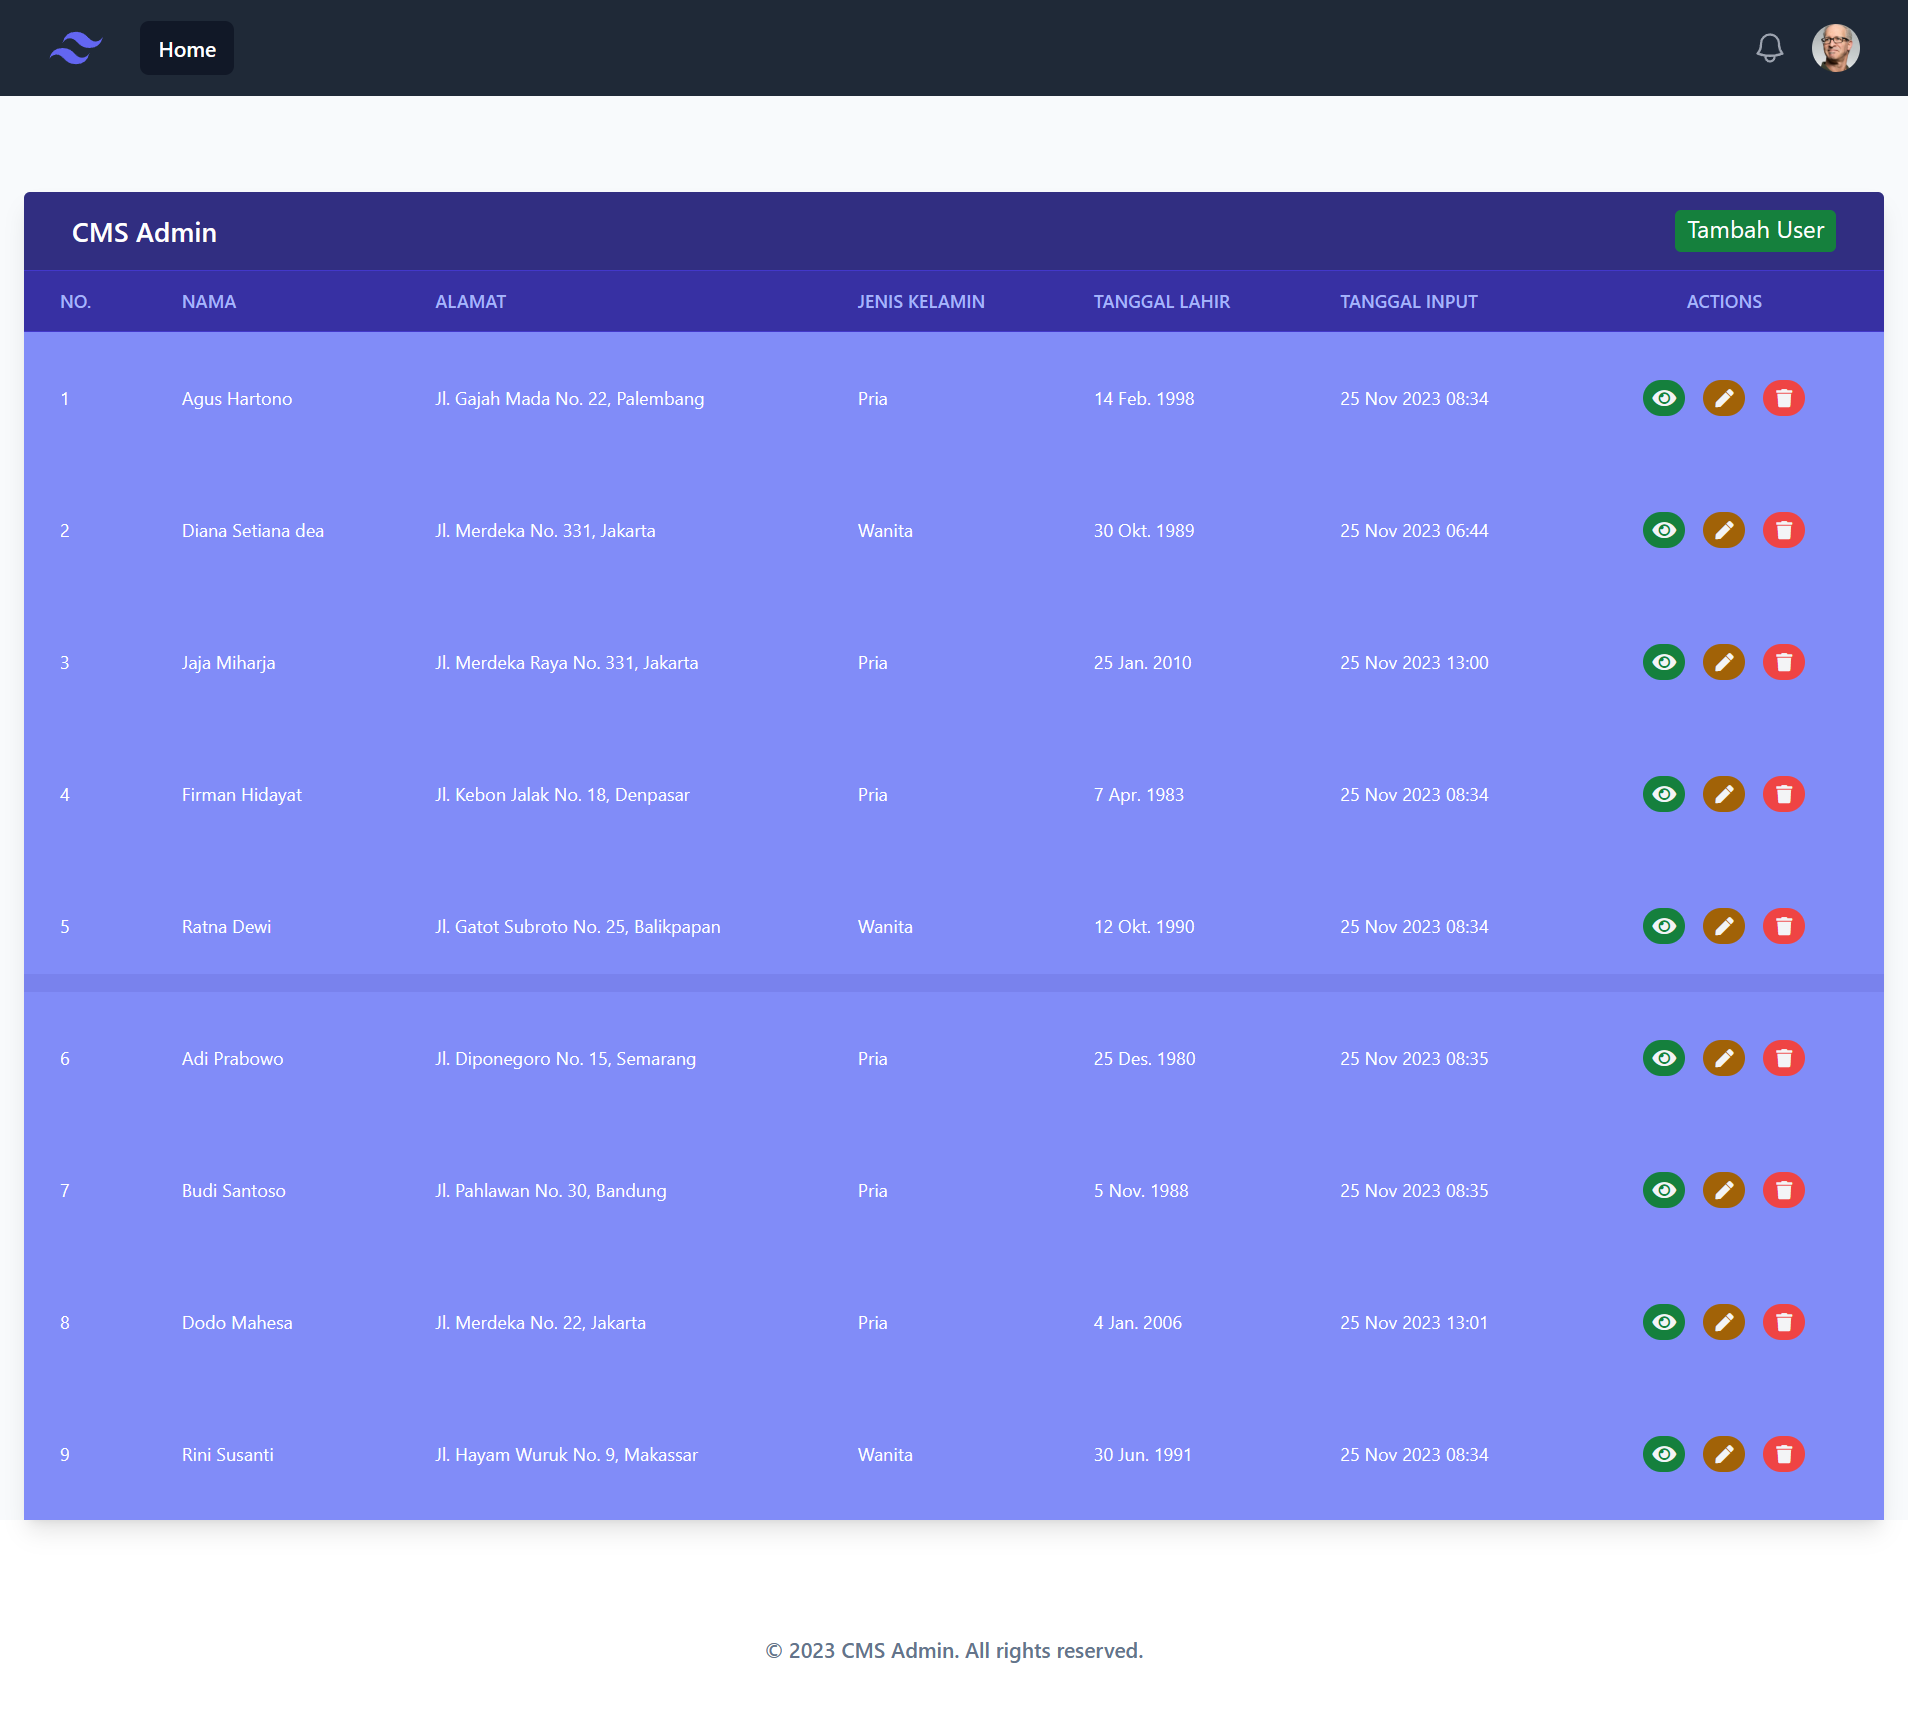 Home
CMS Admin
Tambah User
NO. NAMA ALAMAT JENIS KELAMIN TANGGAL LAHIR TANGGAL INPUT ACTIONS
1 Agus Hartono Jl. Gajah Mada No. 22, Palembang Pria 14 Feb. 1998 25 Nov 2023 08:34
2 Diana Setiana dea Jl. Merdeka No. 331, Jakarta Wanita 30 Okt. 1989 25 Nov 2023 06:44
3 Jaja Miharja Jl. Merdeka Raya No. 331, Jakarta Pria 25 Jan. 2010 25 Nov 2023 13:00
4 Firman Hidayat Jl. Kebon Jalak No. 18, Denpasar Pria 7 Apr. 1983 25 Nov 2023 08:34
5 Ratna Dewi Jl. Gatot Subroto No. 25, Balikpapan Wanita 12 Okt. 1990 25 Nov 2023 08:34
6 Adi Prabowo Jl. Diponegoro No. 15, Semarang Pria 25 Des. 1980 25 Nov 2023 08:35
7 Budi Santoso Jl. Pahlawan No. 30, Bandung Pria 5 Nov. 1988 25 Nov 2023 08:35
8 Dodo Mahesa Jl. Merdeka No. 22, Jakarta Pria 4 Jan. 2006 25 Nov 2023 13:01
9 Rini Susanti Jl. Hayam Wuruk No. 9, Makassar Wanita 30 Jun. 1991 25 Nov 2023 08:34
© 2023 CMS Admin. All rights reserved.